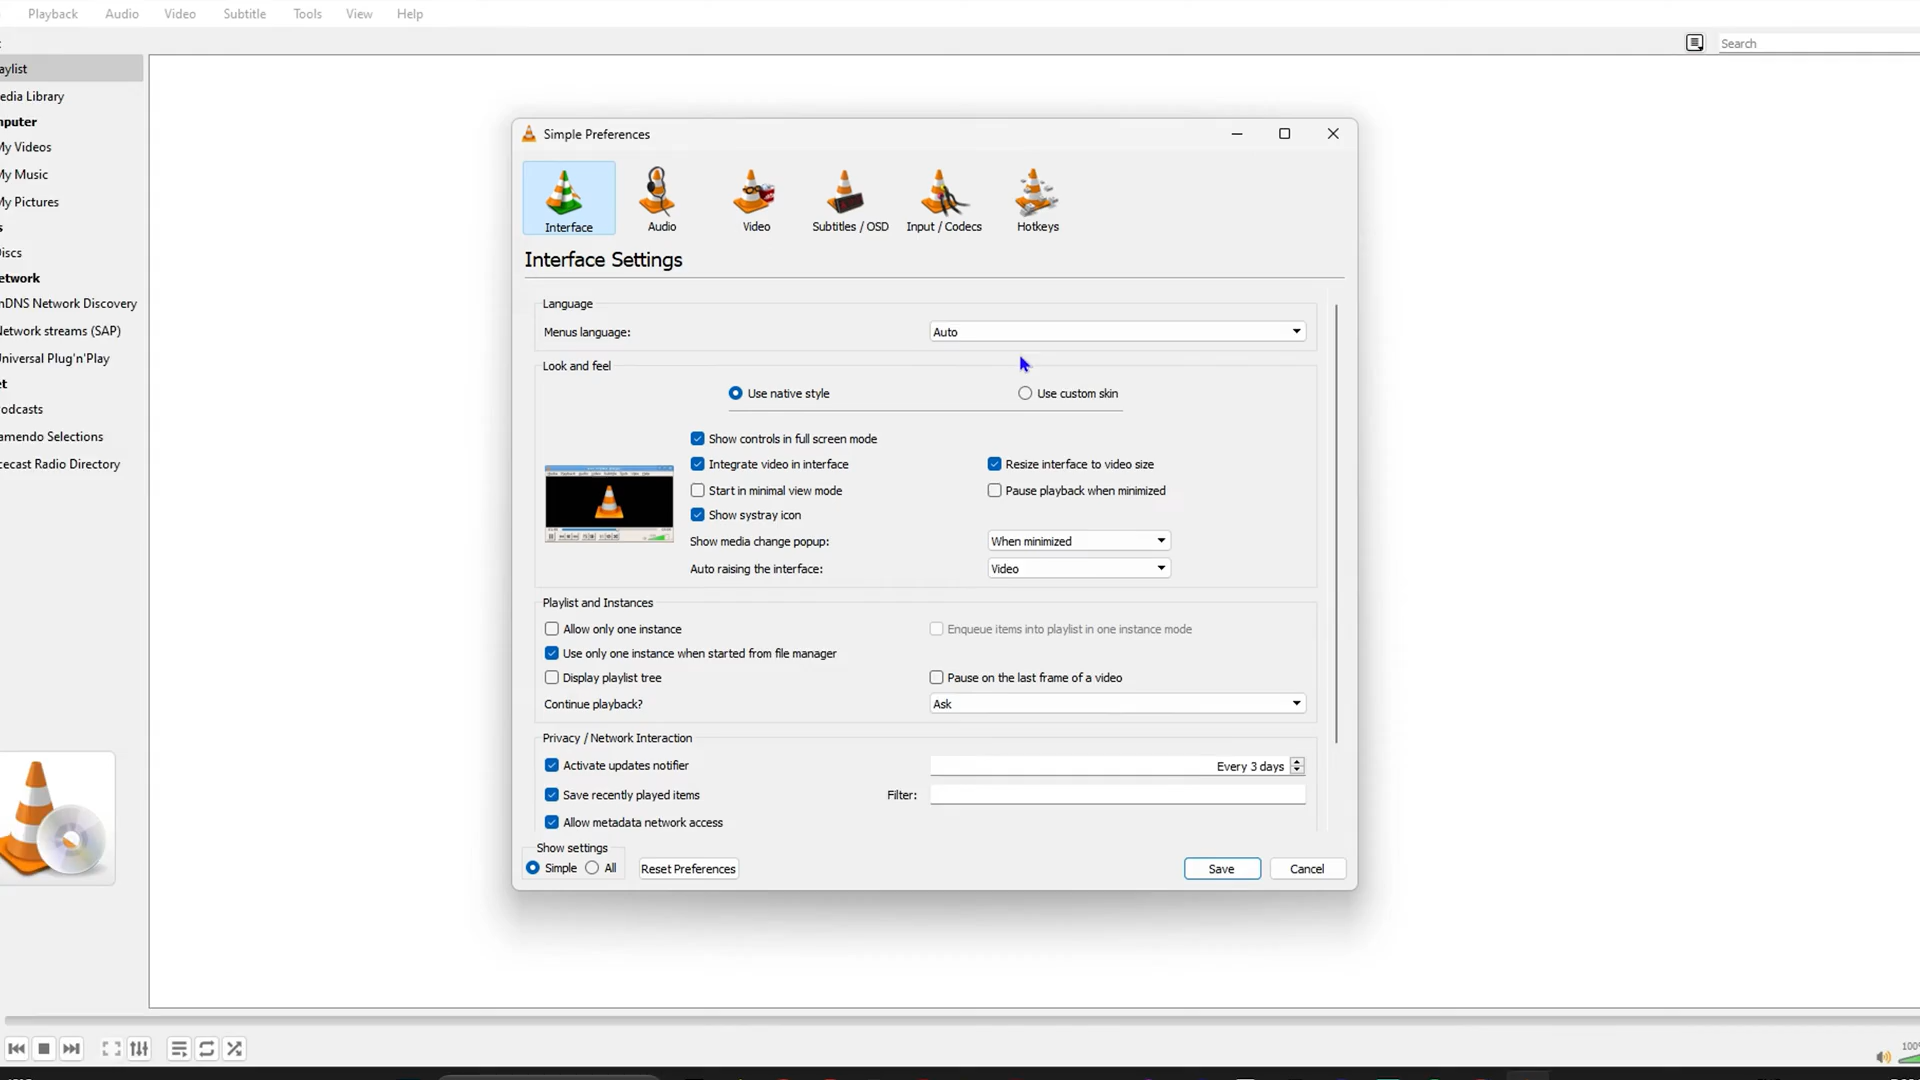 Playback Audio Video Subtitle Tools View Help
Search
aylist
edia Library
nputer
My Videos
My Music
My Pictures
s
iscs
etwork
nDNS Network Discovery
Network streams (SAP)
Universal Plug'n'Play
et
odcasts
amendo Selections
cecast Radio Directory
Simple Preferences
Interface Audio Video Subtitles / OSD Input / Codecs Hotkeys
Interface Settings
Language
Menus language: Auto
Look and feel
Use native style Use custom skin
Show controls in full screen mode
Integrate video in interface Resize interface to video size
Start in minimal view mode Pause playback when minimized
Show systray icon
Show media change popup: When minimized
Auto raising the interface: Video
Playlist and Instances
Allow only one instance Enqueue items into playlist in one instance mode
Use only one instance when started from file manager
Display playlist tree Pause on the last frame of a video
Continue playback? Ask
Privacy / Network Interaction
Activate updates notifier Every 3 days
Save recently played items Filter:
Allow metadata network access
Show settings
Simple All Reset Preferences Save Cancel
100%